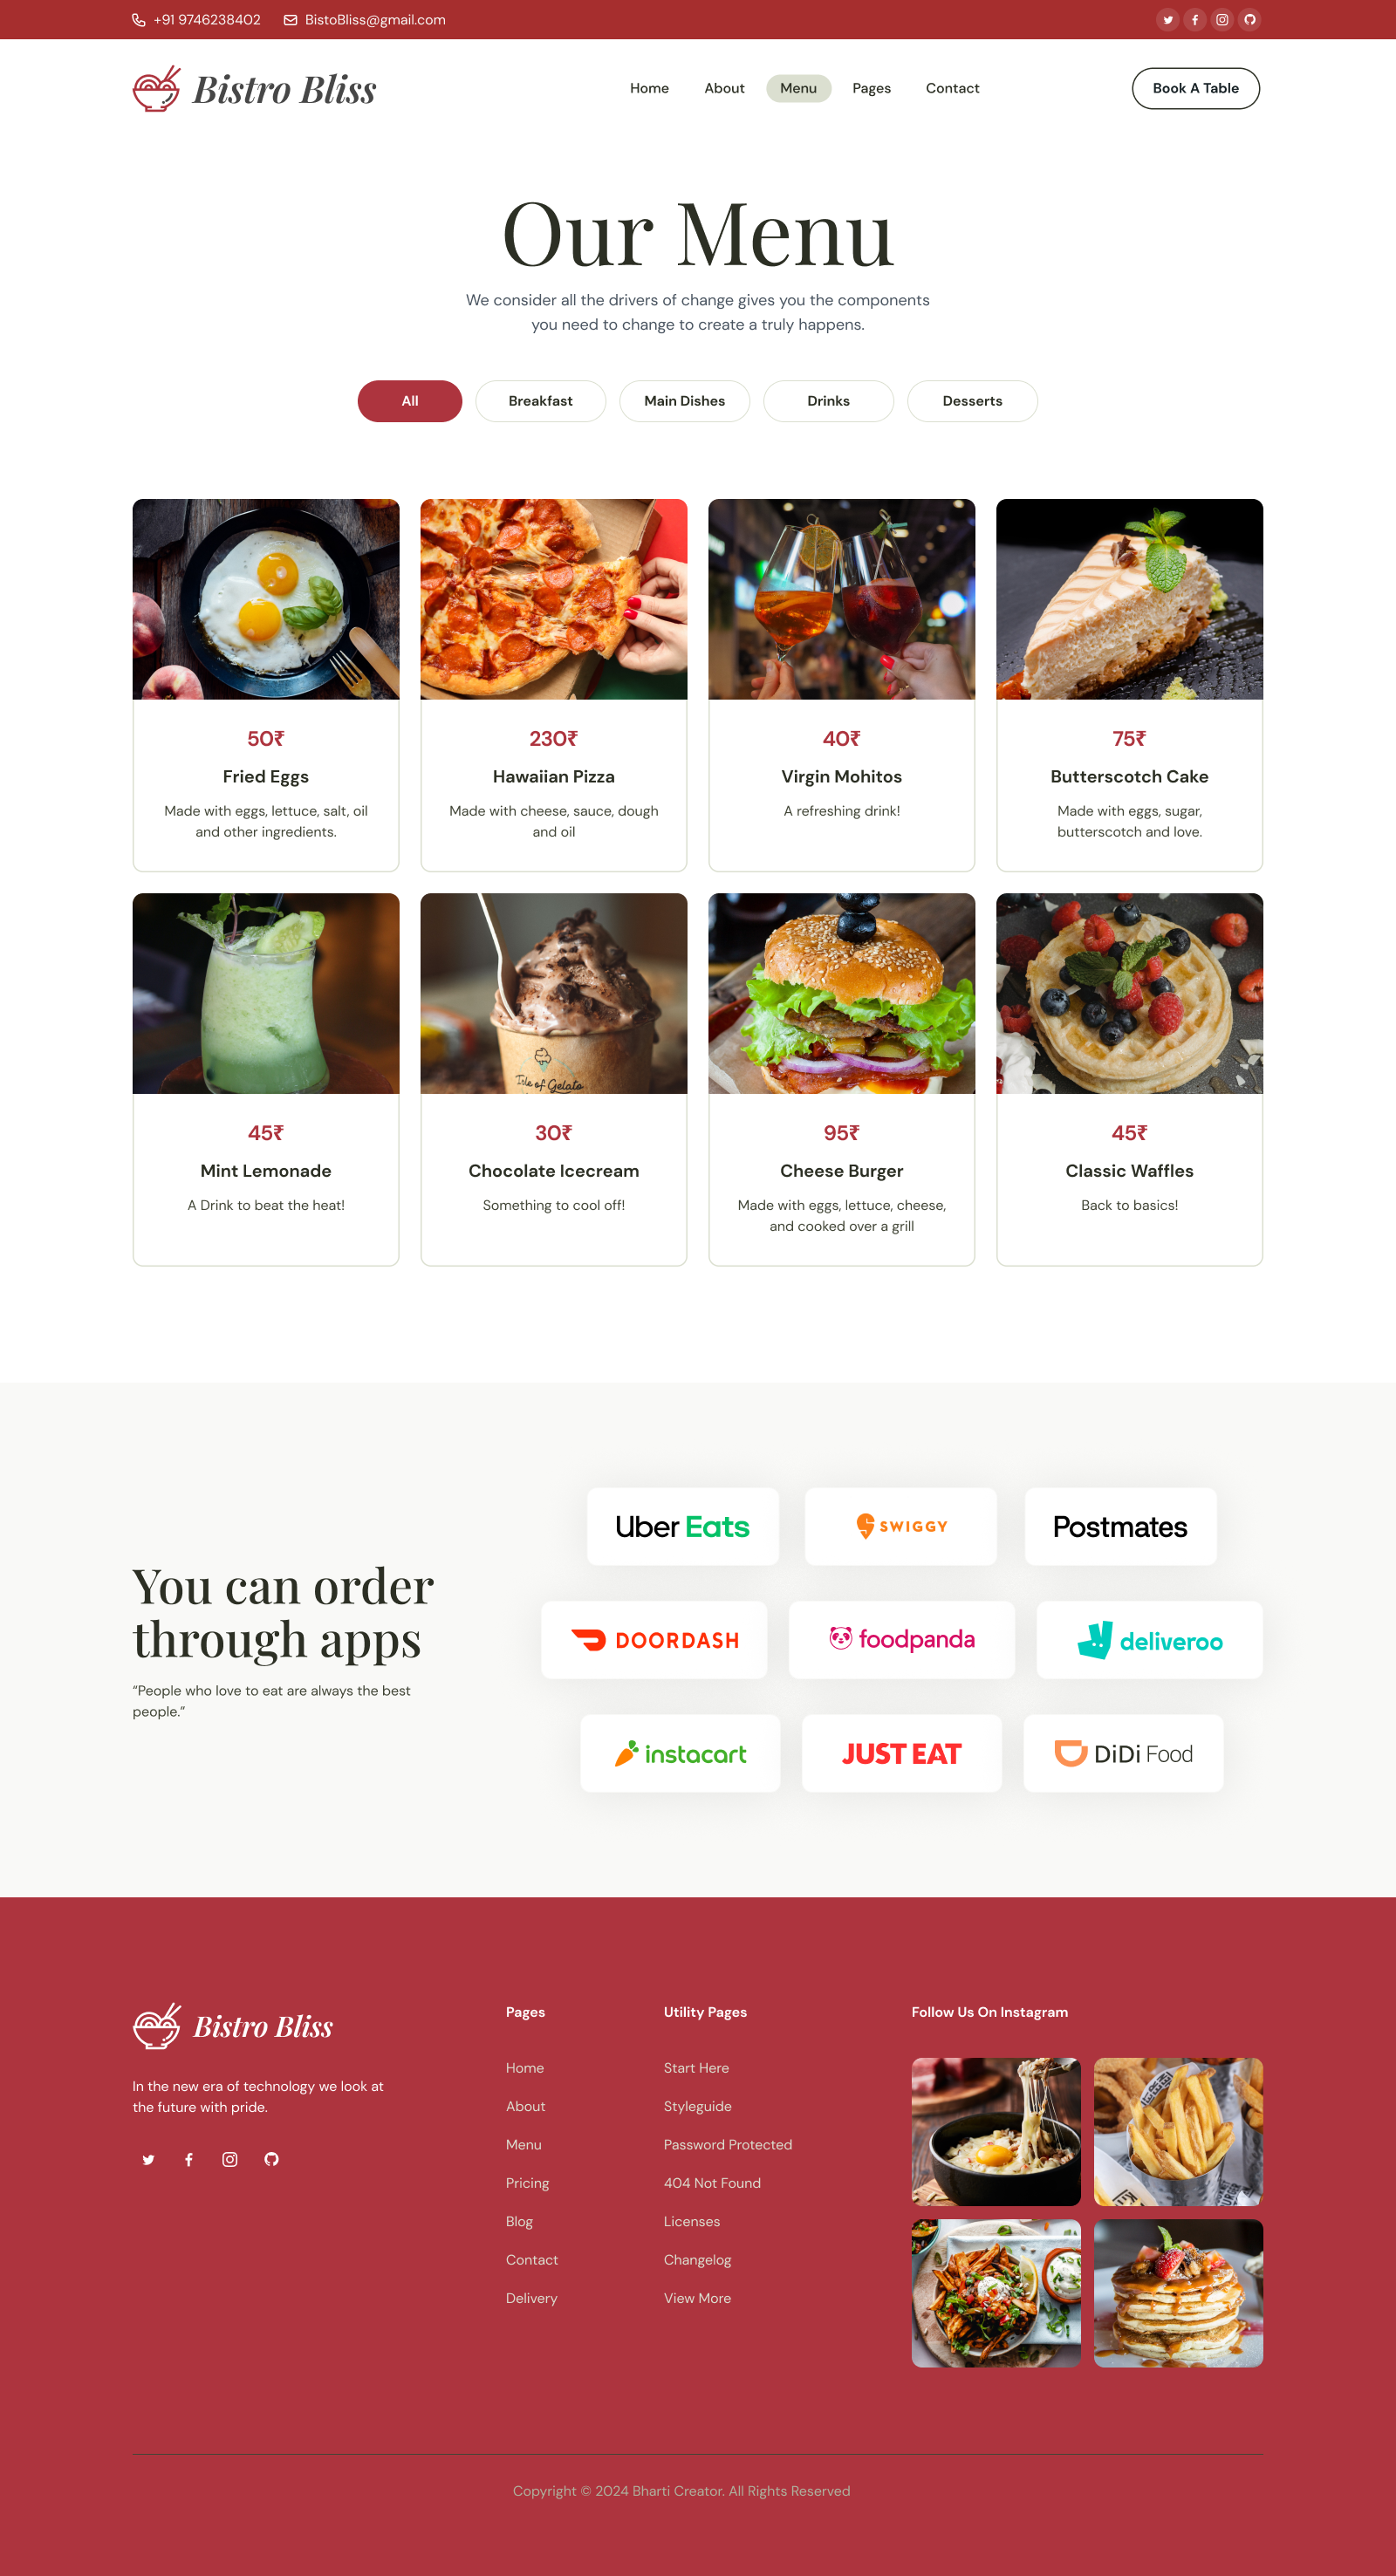 +91 9746238402
BistoBliss@gmail.com
Bistro Bliss
Home
About
Menu
Pages
Contact
Book A Table
Our Menu
We consider all the drivers of change gives you the components
you need to change to create a truly happens.
All
Breakfast
Main Dishes
Drinks
Desserts
50₹
Fried Eggs
Made with eggs, lettuce, salt, oil
and other ingredients.
230₹
Hawaiian Pizza
Made with cheese, sauce, dough
and oil
40₹
Virgin Mohitos
A refreshing drink!
75₹
Butterscotch Cake
Made with eggs, sugar,
butterscotch and love.
Isle of Gelato
45₹
Mint Lemonade
A Drink to beat the heat!
30₹
Chocolate Icecream
Something to cool off!
95₹
Cheese Burger
Made with eggs, lettuce, cheese,
and cooked over a grill
45₹
Classic Waffles
Back to basics!
You can order
through apps
“People who love to eat are always the best
people.”
Uber Eats
SWIGGY
Postmates
DOORDASH
foodpanda
deliveroo
instacart
JUST EAT
DiDi Food
Bistro Bliss
In the new era of technology we look at
the future with pride.
Pages
Home
About
Menu
Pricing
Blog
Contact
Delivery
Utility Pages
Start Here
Styleguide
Password Protected
404 Not Found
Licenses
Changelog
View More
Follow Us On Instagram
Copyright © 2024 Bharti Creator. All Rights Reserved